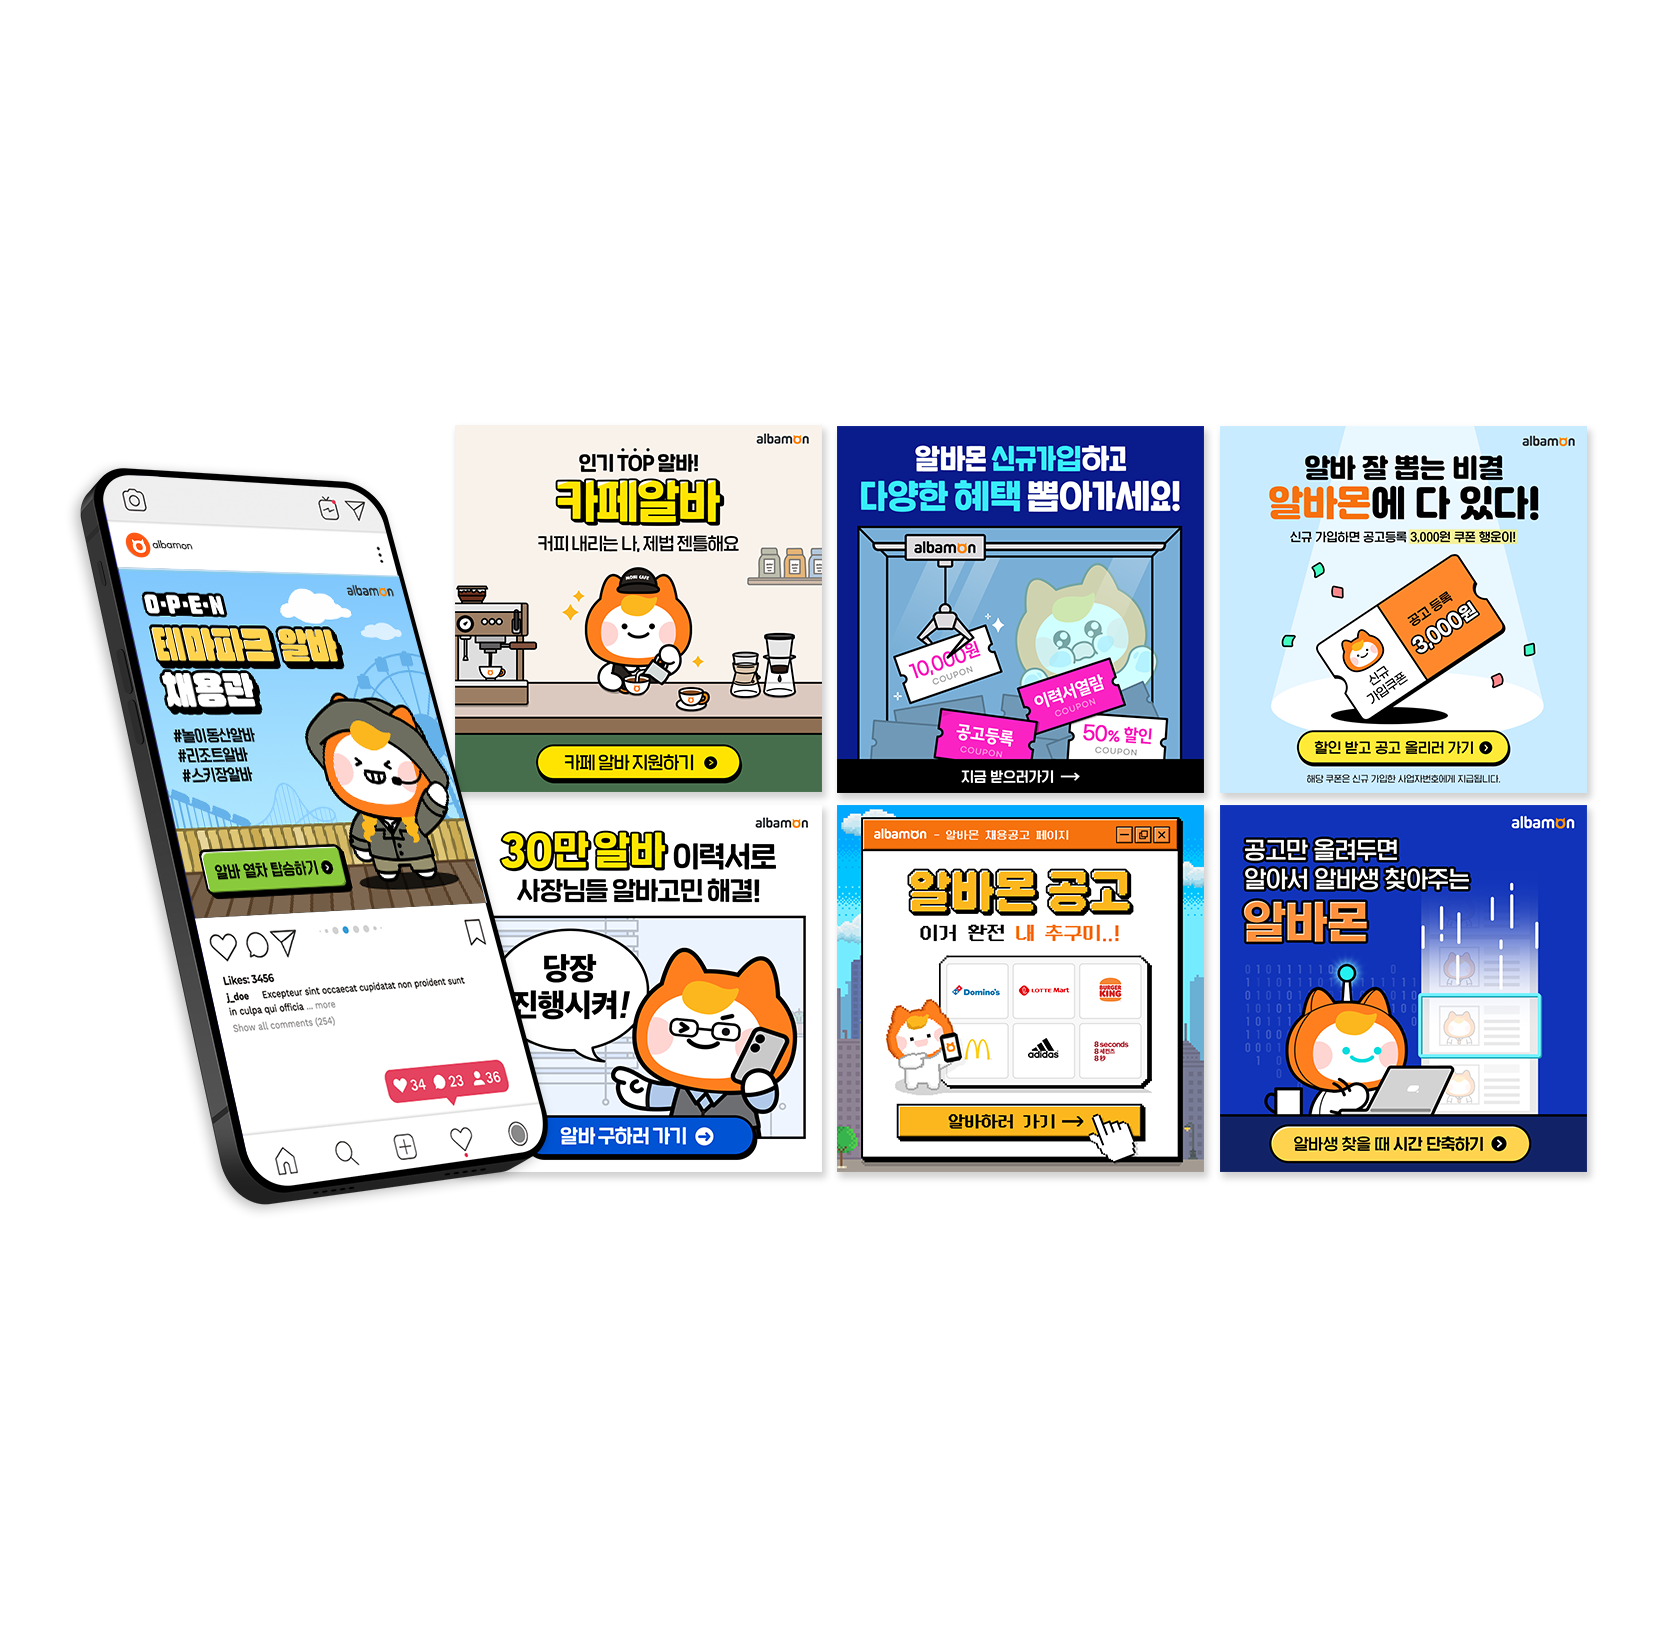 albamon
albamon
O·P·E·N
테마파크 알바
채용관
#놀이동산알바
#리조트알바
#스키장알바
알바 열차 탑승하기
Likes: 3456
j_doe Excepteur sint occaecat cupidatat non proident sunt
in culpa qui officia ... more
Show all comments (254)
34 23 36
albamon
인기 TOP 알바!
카페알바
커피 내리는 나, 제법 젠틀해요
MON CUT
카페 알바 지원하기
알바몬 신규가입하고
다양한 혜택 뽑아가세요!
albamon
10,000원
COUPON
이력서열람
COUPON
공고등록
COUPON
50% 할인
COUPON
지금 받으러가기 →
albamon
알바 잘 뽑는 비결
알바몬에 다 있다!
신규 가입하면 공고등록 3,000원 쿠폰 행운이!
공고 등록
3,000원
신규
가입쿠폰
할인 받고 공고 올리러 가기
해당 쿠폰은 신규 가입한 사업자번호에게 지급됩니다.
albamon
30만 알바 이력서로
사장님들 알바고민 해결!
당장
진행시켜!
알바 구하러 가기
albamon - 알바몬 채용공고 페이지
알바몬 공고
이거 완전 내 추구미..!
Domino's
LOTTE Mart
BURGER
KING
adidas
8 seconds
8 세컨즈
8 秒
알바하러 가기 →
albamon
공고만 올려두면
알아서 알바생 찾아주는
알바몬
알바생 찾을 때 시간 단축하기